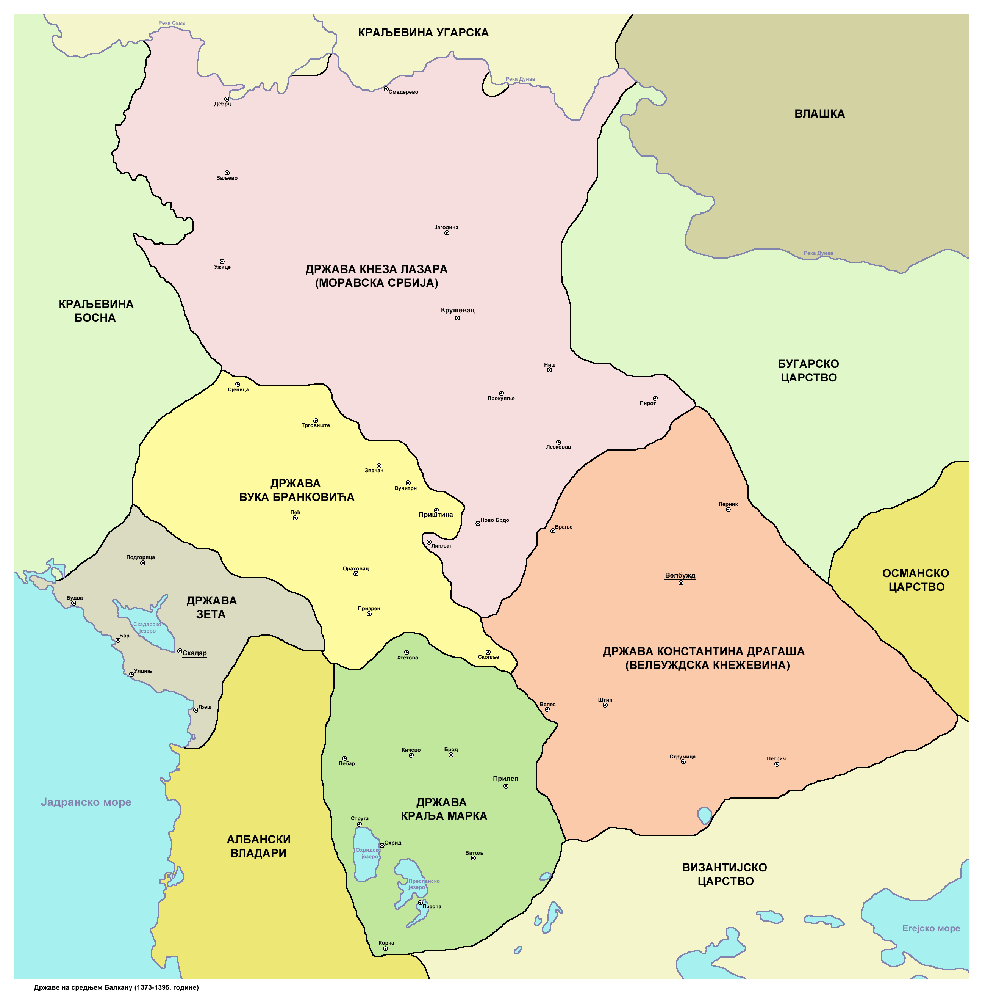 Река Сава
КРАЉЕВИНА УГАРСКА
Река Дунав
Смедерево
Дебрц
ВЛАШКА
Ваљево
Јагодина
Река Дунав
Ужице
ДРЖАВА КНЕЗА ЛАЗАРА
(МОРАВСКА СРБИЈА)
КРАЉЕВИНА
БОСНА
Крушевац
Ниш
БУГАРСКО
ЦАРСТВО
Сјеница
Прокупље
Пирот
Трговиште
Лесковац
Звечан
ДРЖАВА
ВУКА БРАНКОВИЋА
Вучитрн
Перник
Пећ
Приштина
Ново Брдо
Врање
Липљан
Подгорица
Ораховац
Велбужд
ОСМАНСКО
ЦАРСТВО
Будва
ДРЖАВА
ЗЕТА
Призрен
Скадарско
језеро
Бар
Скадар
Хтетово
Скопље
ДРЖАВА КОНСТАНТИНА ДРАГАША
(ВЕЛБУЖДСКА КНЕЖЕВИНА)
Улцињ
Љеш
Велес
Штип
Кичево
Брод
Дебар
Струмица
Петрич
Прилеп
Јадранско море
ДРЖАВА
КРАЉА МАРКА
Струга
АЛБАНСКИ
ВЛАДАРИ
Охрид
Охридско
језеро
Битољ
ВИЗАНТИЈСКО
ЦАРСТВО
Преспанско
језеро
Преспа
Егејско море
Корча
Државе на средњем Балкану (1373-1395. године)